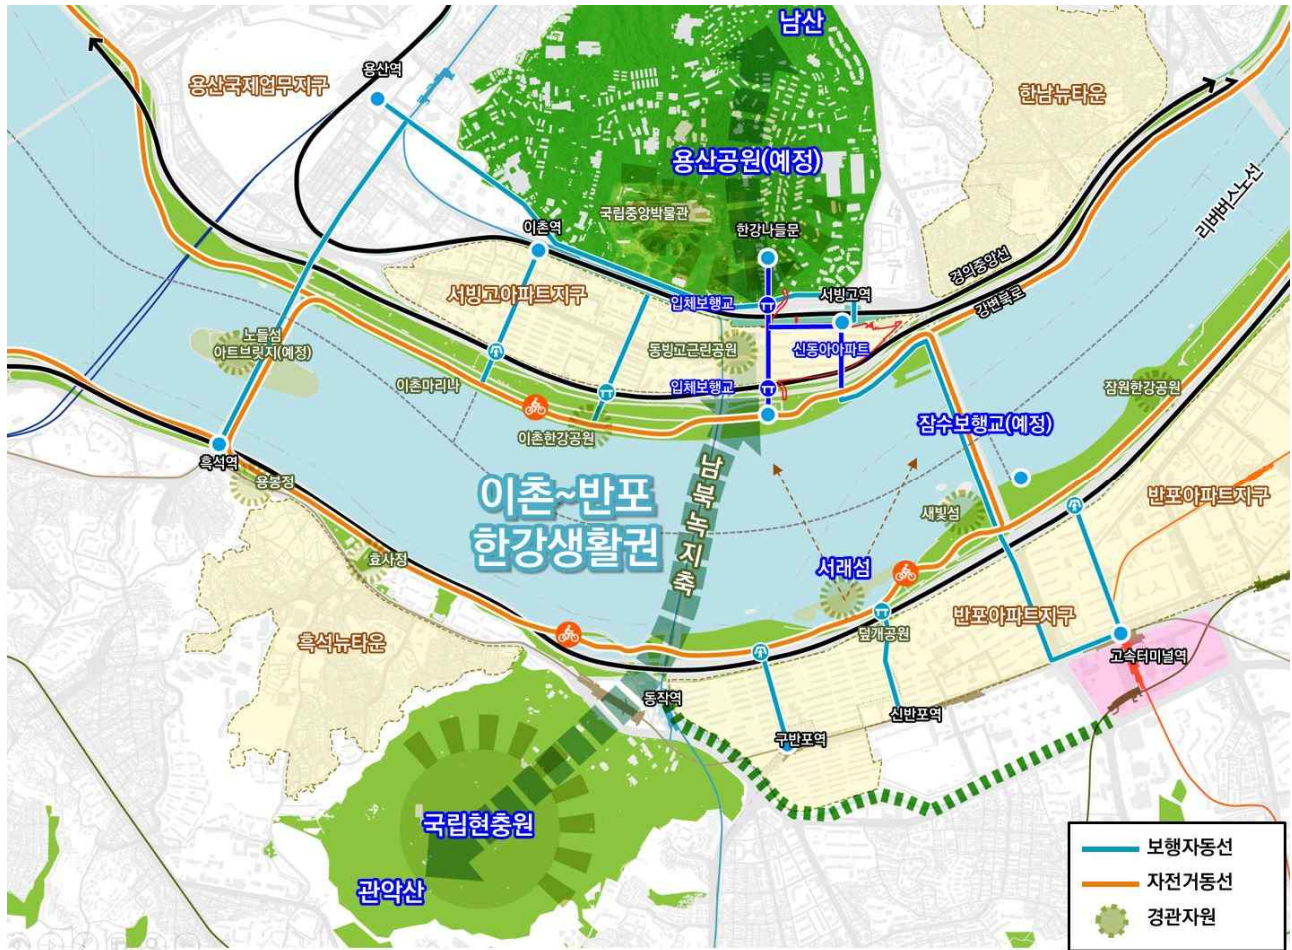 남산
용산역
용산국제업무지구
한남뉴타운
용산공원(예정)
리버버스노선
국립중앙박물관
이촌역
한강나들문
경의중앙선
서빙고아파트지구
입체보행교
서빙고역
강변북로
노들섬
아트브릿지(예정)
동빙고근린공원
신동아아파트
이촌마리나
입체보행교
잠원한강공원
이촌한강공원
잠수보행교(예정)
흑석역
용봉정
이촌~반포
한강생활권
남북녹지축
반포아파트지구
새빛섬
효사정
서래섬
흑석뉴타운
덮개공원
반포아파트지구
고속터미널역
동작역
신반포역
구반포역
국립현충원
관악산
보행자동선
자전거동선
경관자원